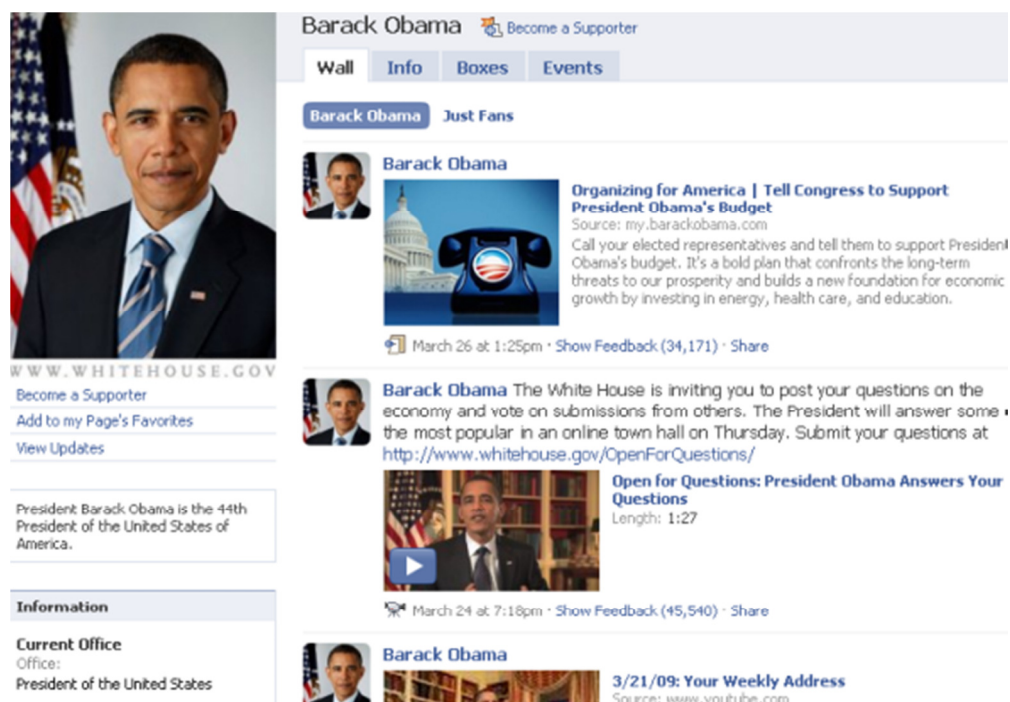 Barack Obama Become a Supporter
Wall Info Boxes Events
Barack Obama Just Fans
Barack Obama
Organizing for America | Tell Congress to Support
President Obama's Budget
Source: my.barackobama.com
Call your elected representatives and tell them to support President
Obama's budget. It's a bold plan that confronts the long-term
threats to our prosperity and builds a new foundation for economic
growth by investing in energy, health care, and education.
March 26 at 1:25pm · Show Feedback (34,171) · Share
Barack Obama The White House is inviting you to post your questions on the
economy and vote on submissions from others. The President will answer some
the most popular in an online town hall on Thursday. Submit your questions at
http://www.whitehouse.gov/OpenForQuestions/
Open for Questions: President Obama Answers Your
Questions
Length: 1:27
March 24 at 7:18pm · Show Feedback (45,540) · Share
Barack Obama
3/21/09: Your Weekly Address
Source: www.youtube.com
WWW.WHITEHOUSE.GOV
Become a Supporter
Add to my Page's Favorites
View Updates
President Barack Obama is the 44th
President of the United States of
America.
Information
Current Office
Office:
President of the United States